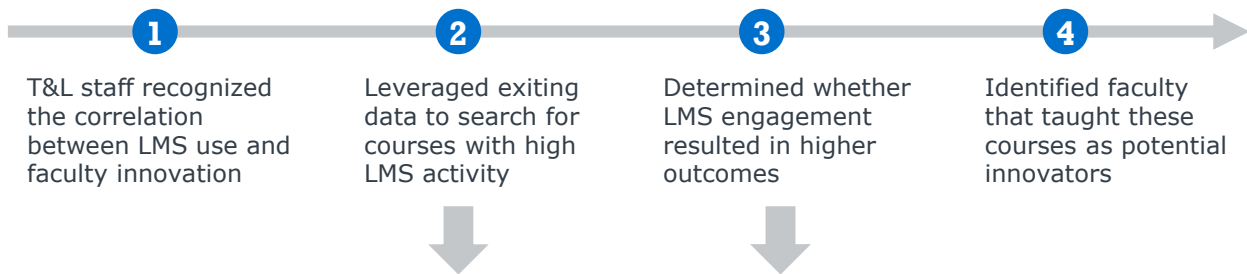 1
T&L staff recognized
the correlation
between LMS use and
faculty innovation
2
Leveraged exiting
data to search for
courses with high
LMS activity
3
Determined whether
LMS engagement
resulted in higher
outcomes
4
Identified faculty
that taught these
courses as potential
innovators